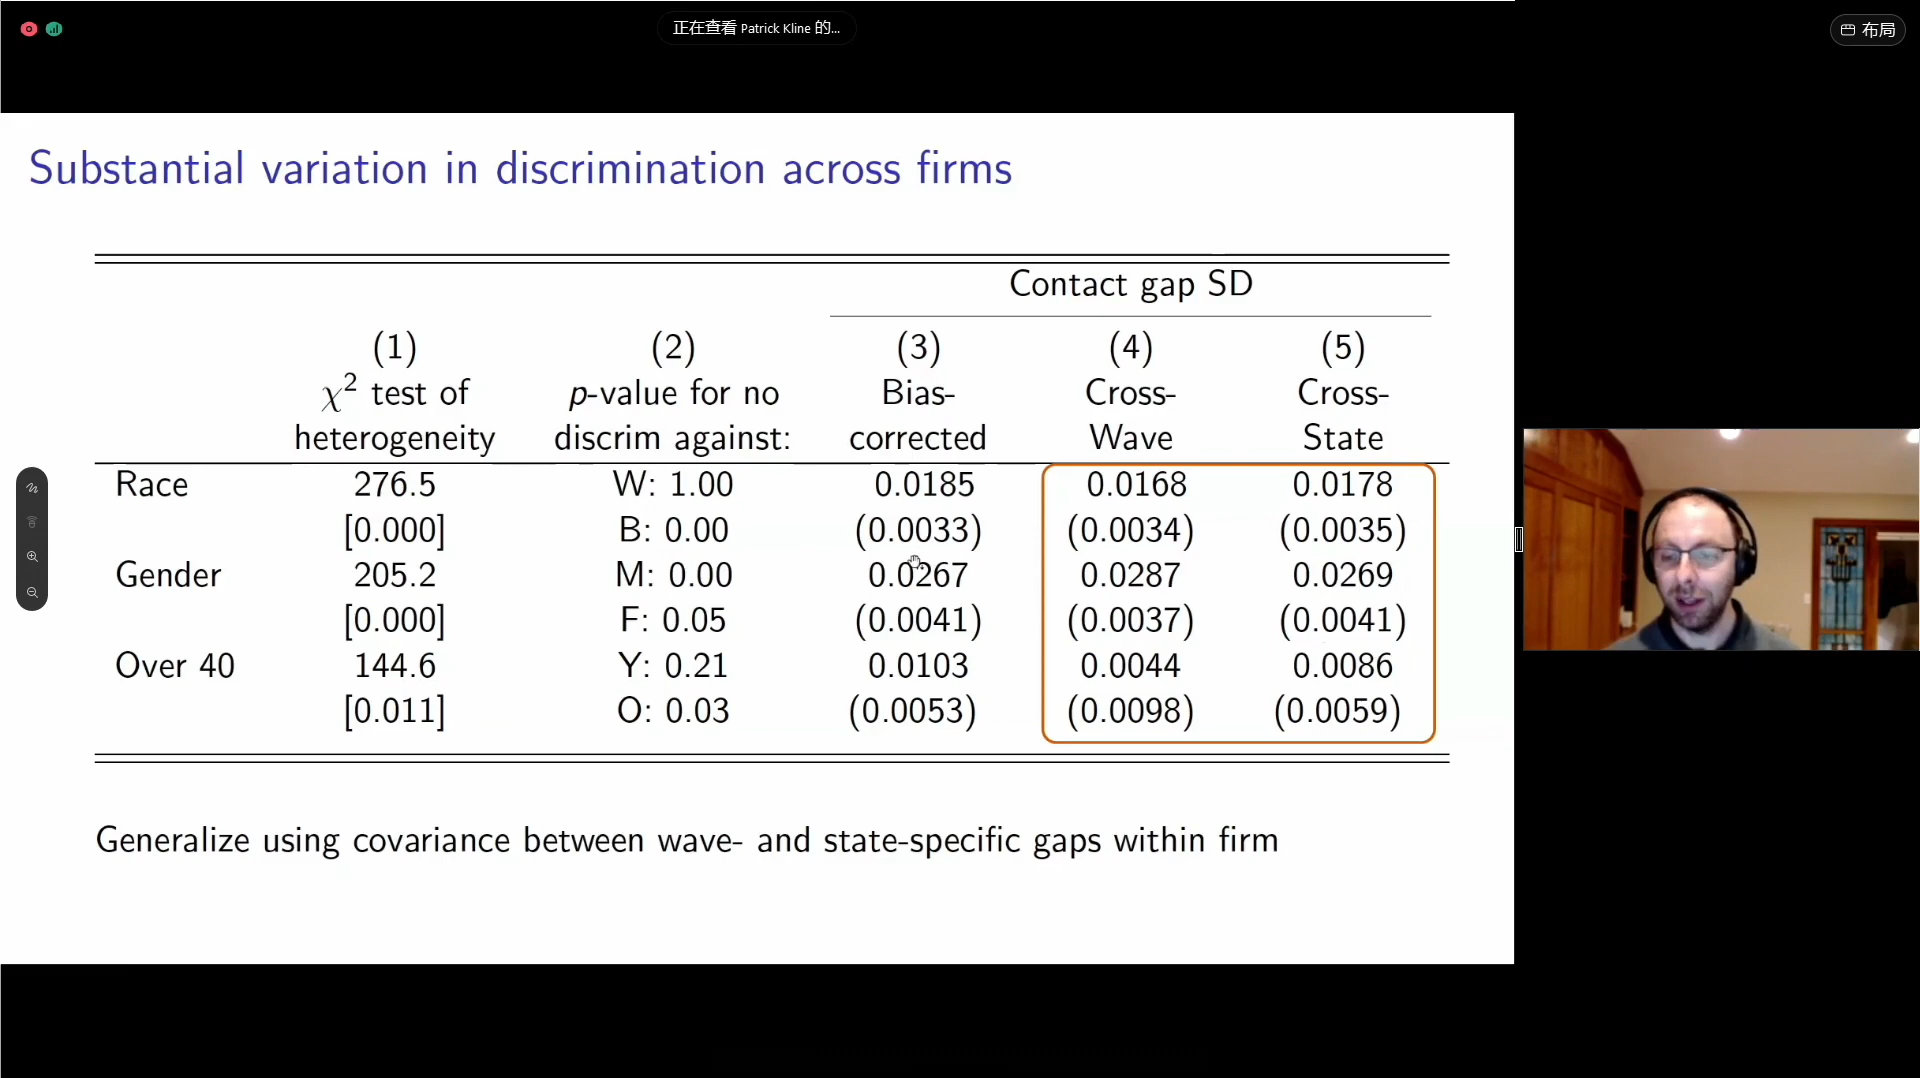 正在查看 Patrick Kline 的...
布局
Substantial variation in discrimination across firms
Contact gap SD
(1) (2) (3) (4) (5)
χ² test of p-value for no Bias- Cross- Cross-
heterogeneity discrim against: corrected Wave State
Race 276.5 W: 1.00 0.0185 0.0168 0.0178
[0.000] B: 0.00 (0.0033) (0.0034) (0.0035)
Gender 205.2 M: 0.00 0.0267 0.0287 0.0269
[0.000] F: 0.05 (0.0041) (0.0037) (0.0041)
Over 40 144.6 Y: 0.21 0.0103 0.0044 0.0086
[0.011] O: 0.03 (0.0053) (0.0098) (0.0059)
Generalize using covariance between wave- and state-specific gaps within firm